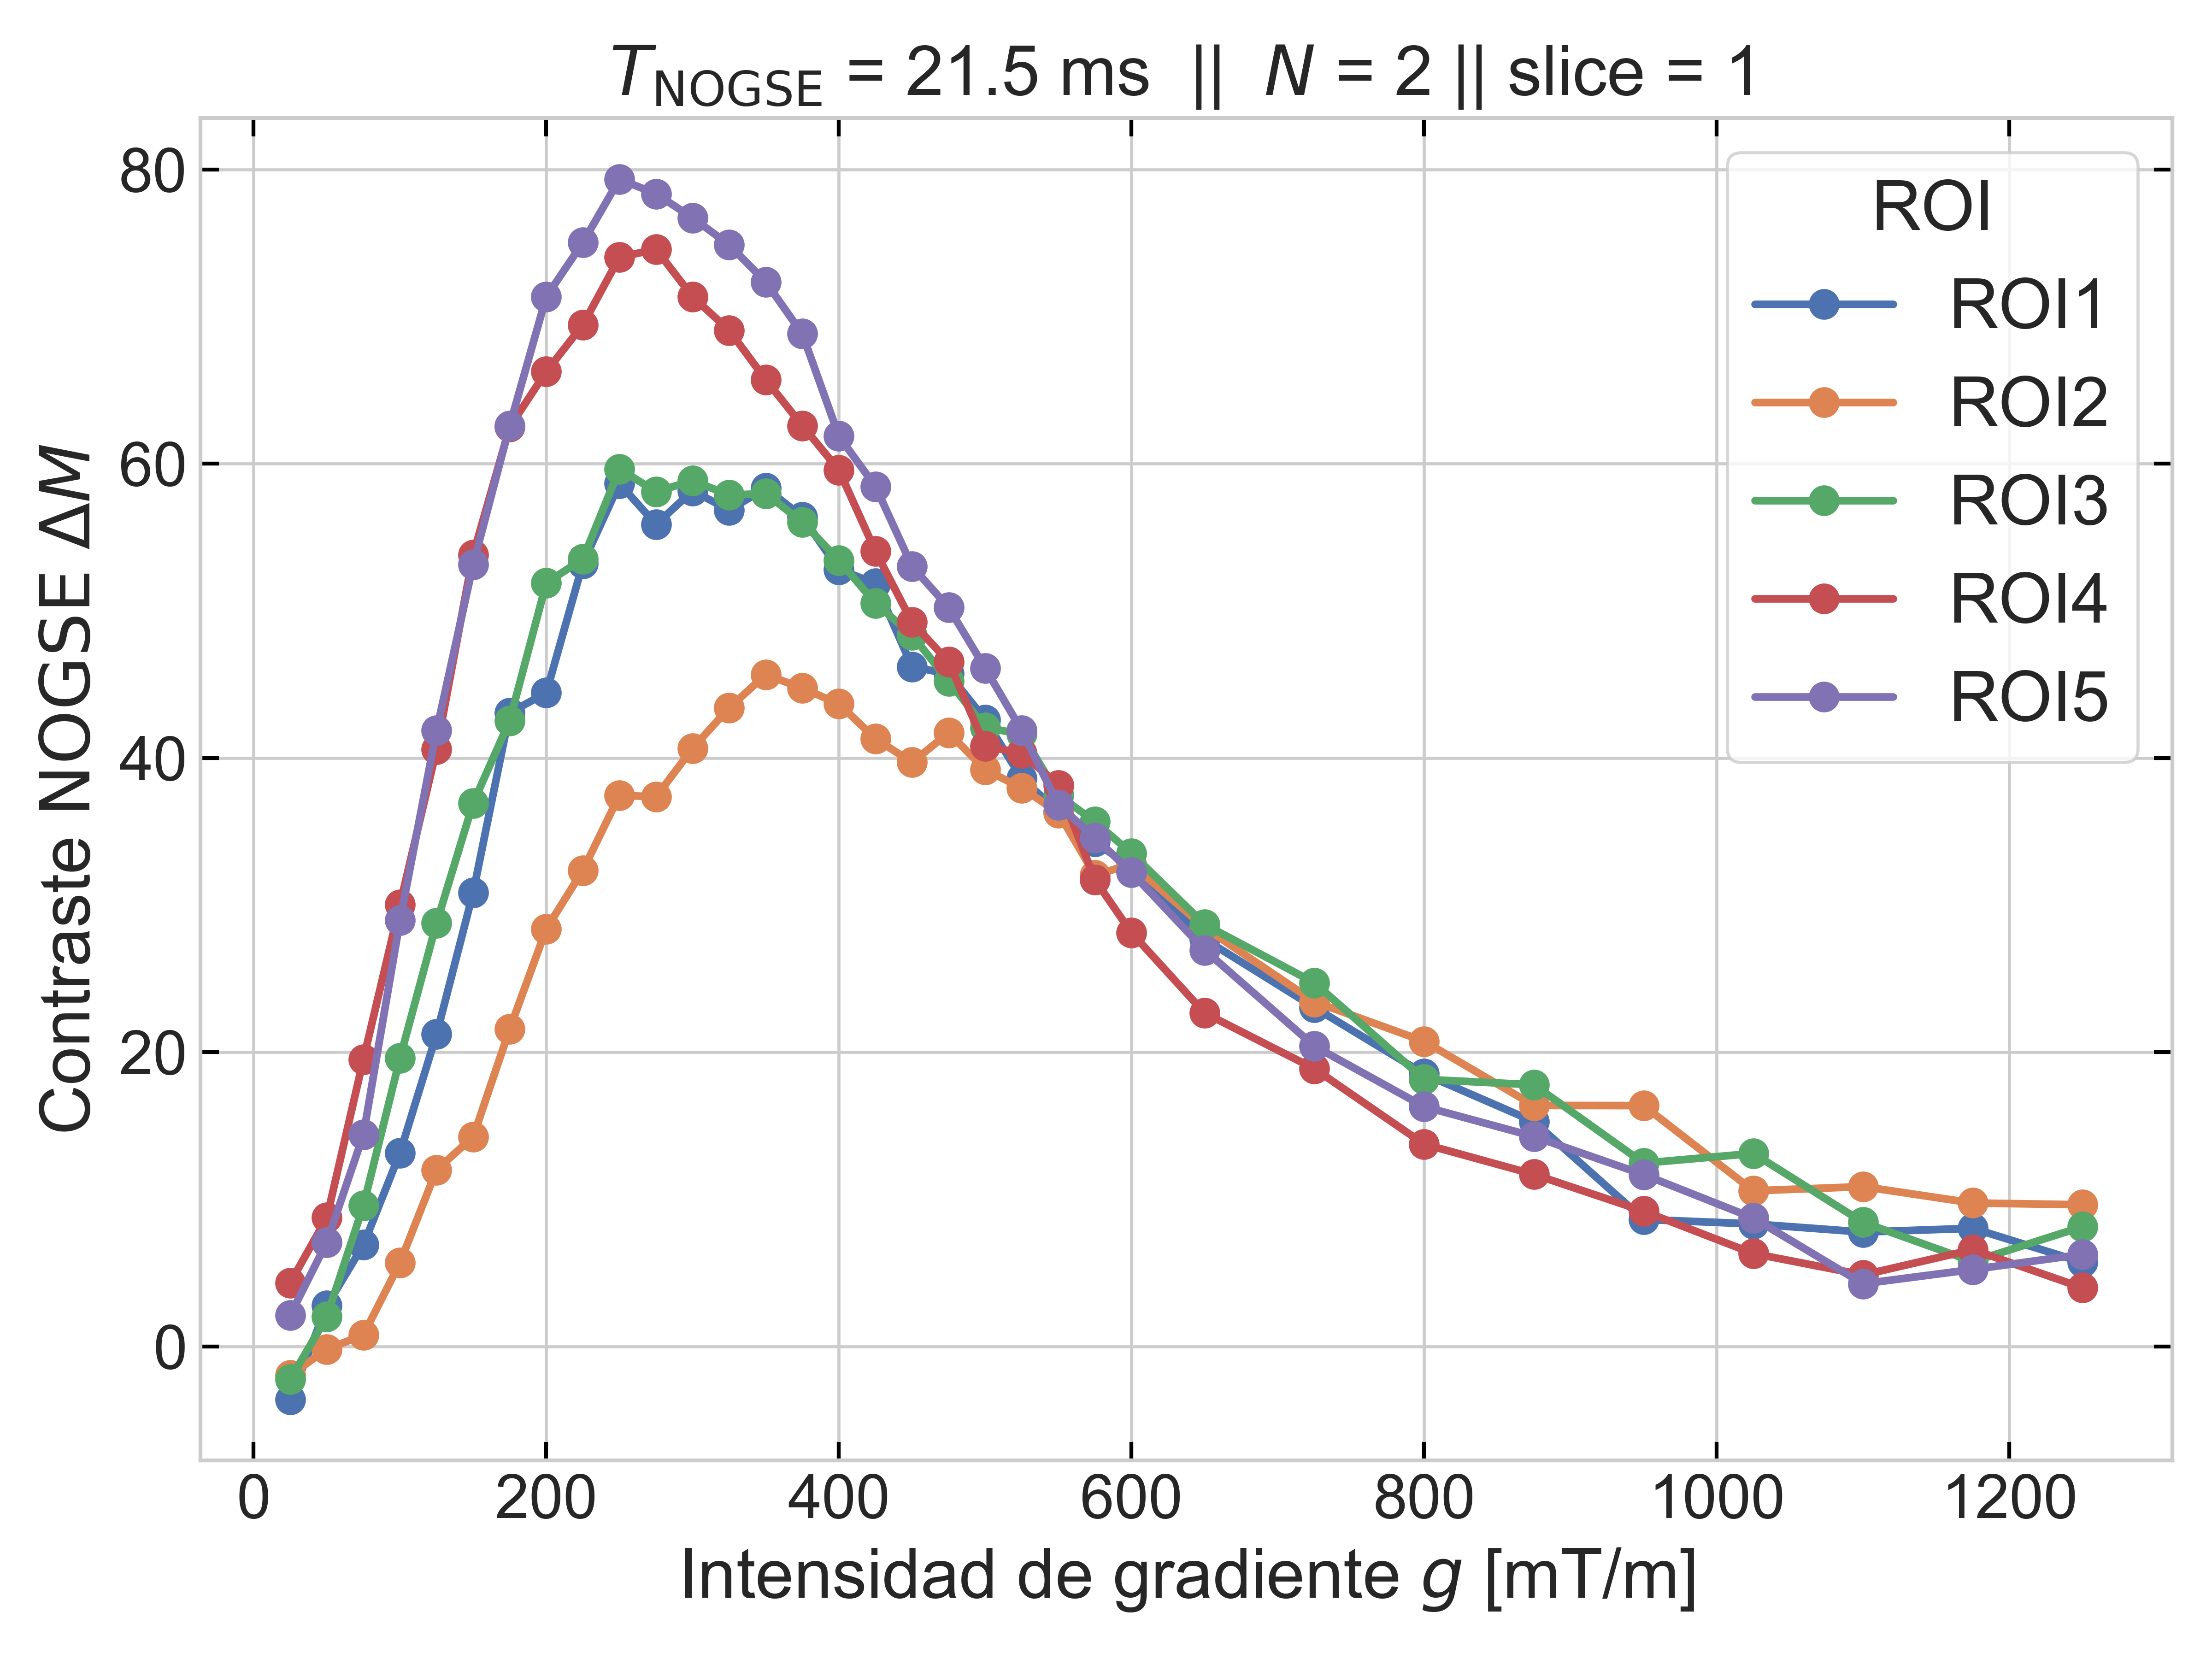 T_NOGSE = 21.5 ms || N = 2 || slice = 1
Contraste NOGSE ΔM
80
60
40
20
0
0 200 400 600 800 1000 1200
Intensidad de gradiente g [mT/m]
ROI
ROI1
ROI2
ROI3
ROI4
ROI5